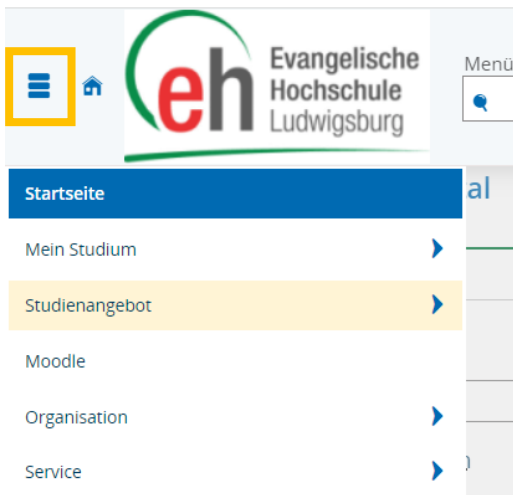 eh
Evangelische
Hochschule
Ludwigsburg
Menü
Startseite
al
Mein Studium
Studienangebot
Moodle
Organisation
Service